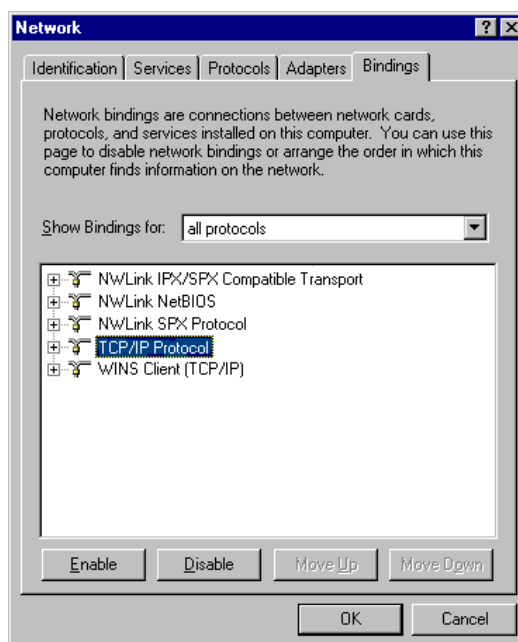 Network
Identification Services Protocols Adapters Bindings
Network bindings are connections between network cards,
protocols, and services installed on this computer. You can use this
page to disable network bindings or arrange the order in which this
computer finds information on the network.
Show Bindings for: all protocols
NWLink IPX/SPX Compatible Transport
NWLink NetBIOS
NWLink SPX Protocol
TCP/IP Protocol
WINS Client (TCP/IP)
Enable Disable Move Up Move Down
OK Cancel